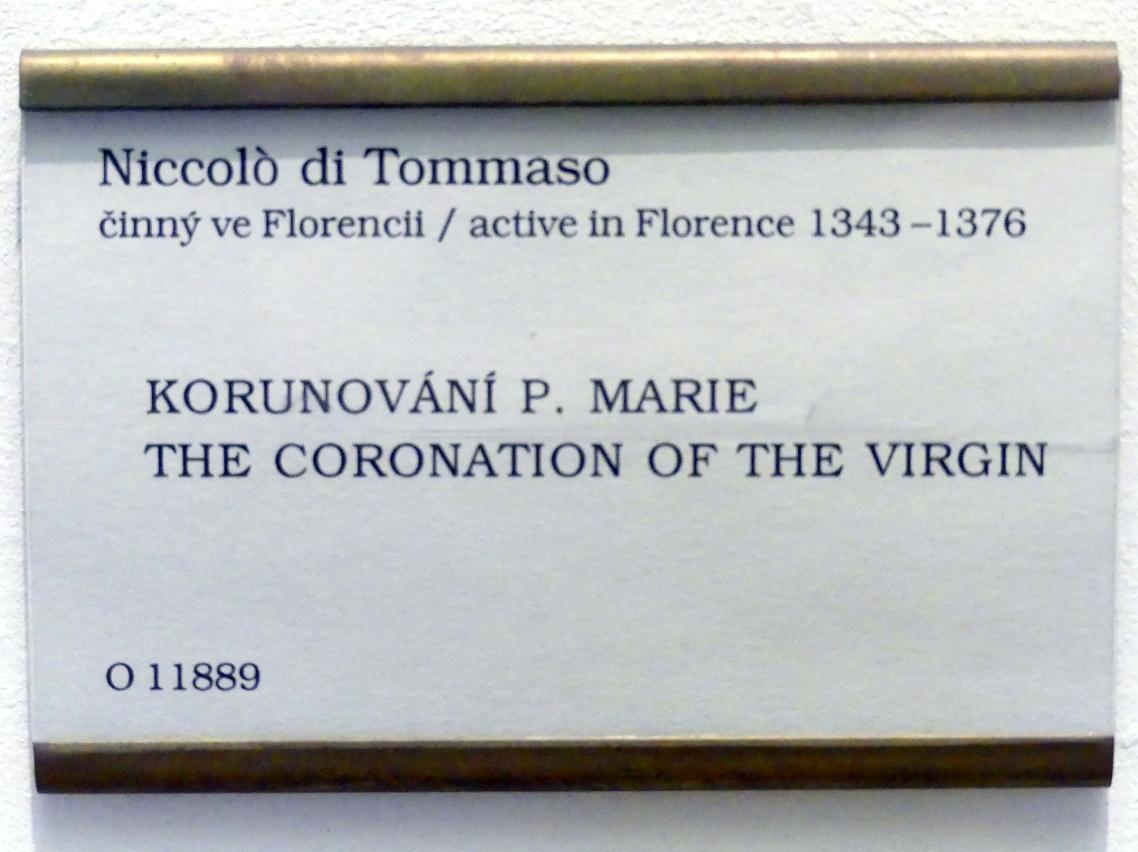 Niccolò di Tommaso
činný ve Florencii / active in Florence 1343–1376
KORUNOVÁNÍ P. MARIE
THE CORONATION OF THE VIRGIN
O 11889